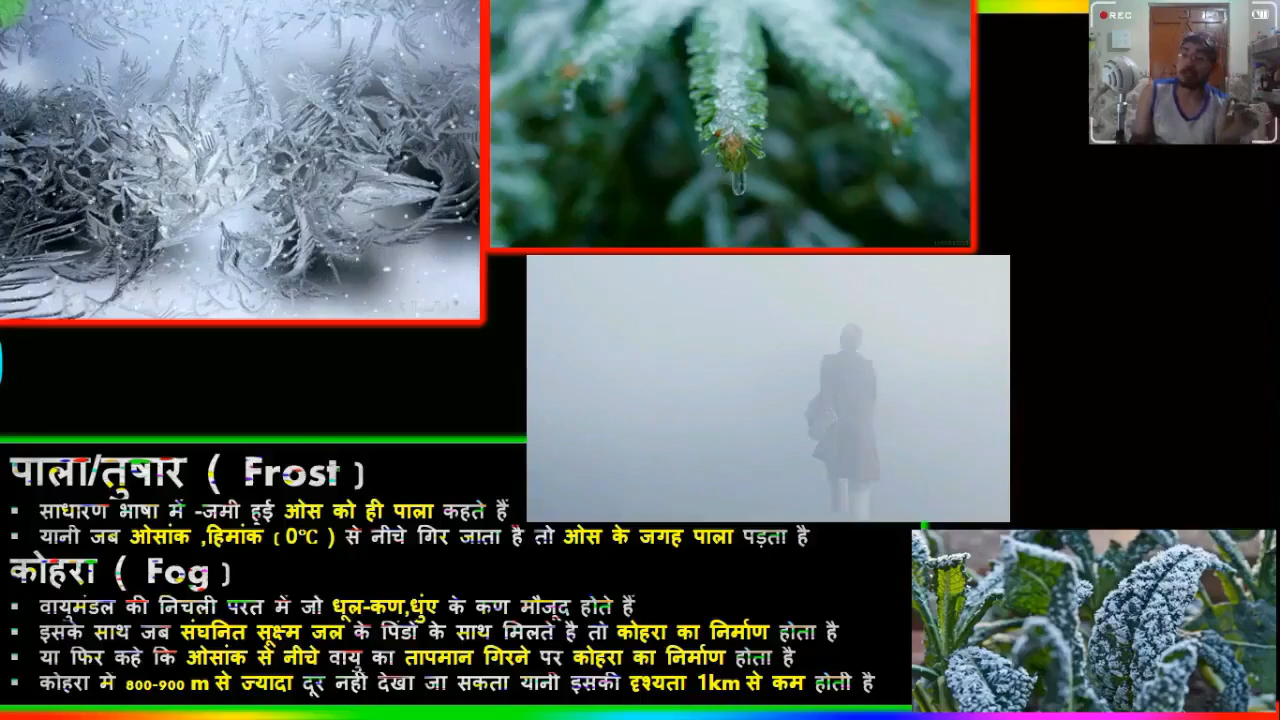 REC
पाला/तुषार ( Frost )
▪ साधारण भाषा में -जमी हुई ओस को ही पाला कहते हैं
▪ यानी जब ओसांक ,हिमांक ( 0°C ) से नीचे गिर जाता है तो ओस के जगह पाला पड़ता है
कोहरा ( Fog )
▪ वायुमंडल की निचली परत में जो धूल-कण,धुंए के कण मौजूद होते हैं
▪ इसके साथ जब संघनित सूक्ष्म जल के पिंडों के साथ मिलते है तो कोहरा का निर्माण होता है
▪ या फिर कहे कि ओसांक से नीचे वायु का तापमान गिरने पर कोहरा का निर्माण होता है
▪ कोहरा मे 800-900 m से ज्यादा दूर नही देखा जा सकता यानी इसकी दृश्यता 1km से कम होती है